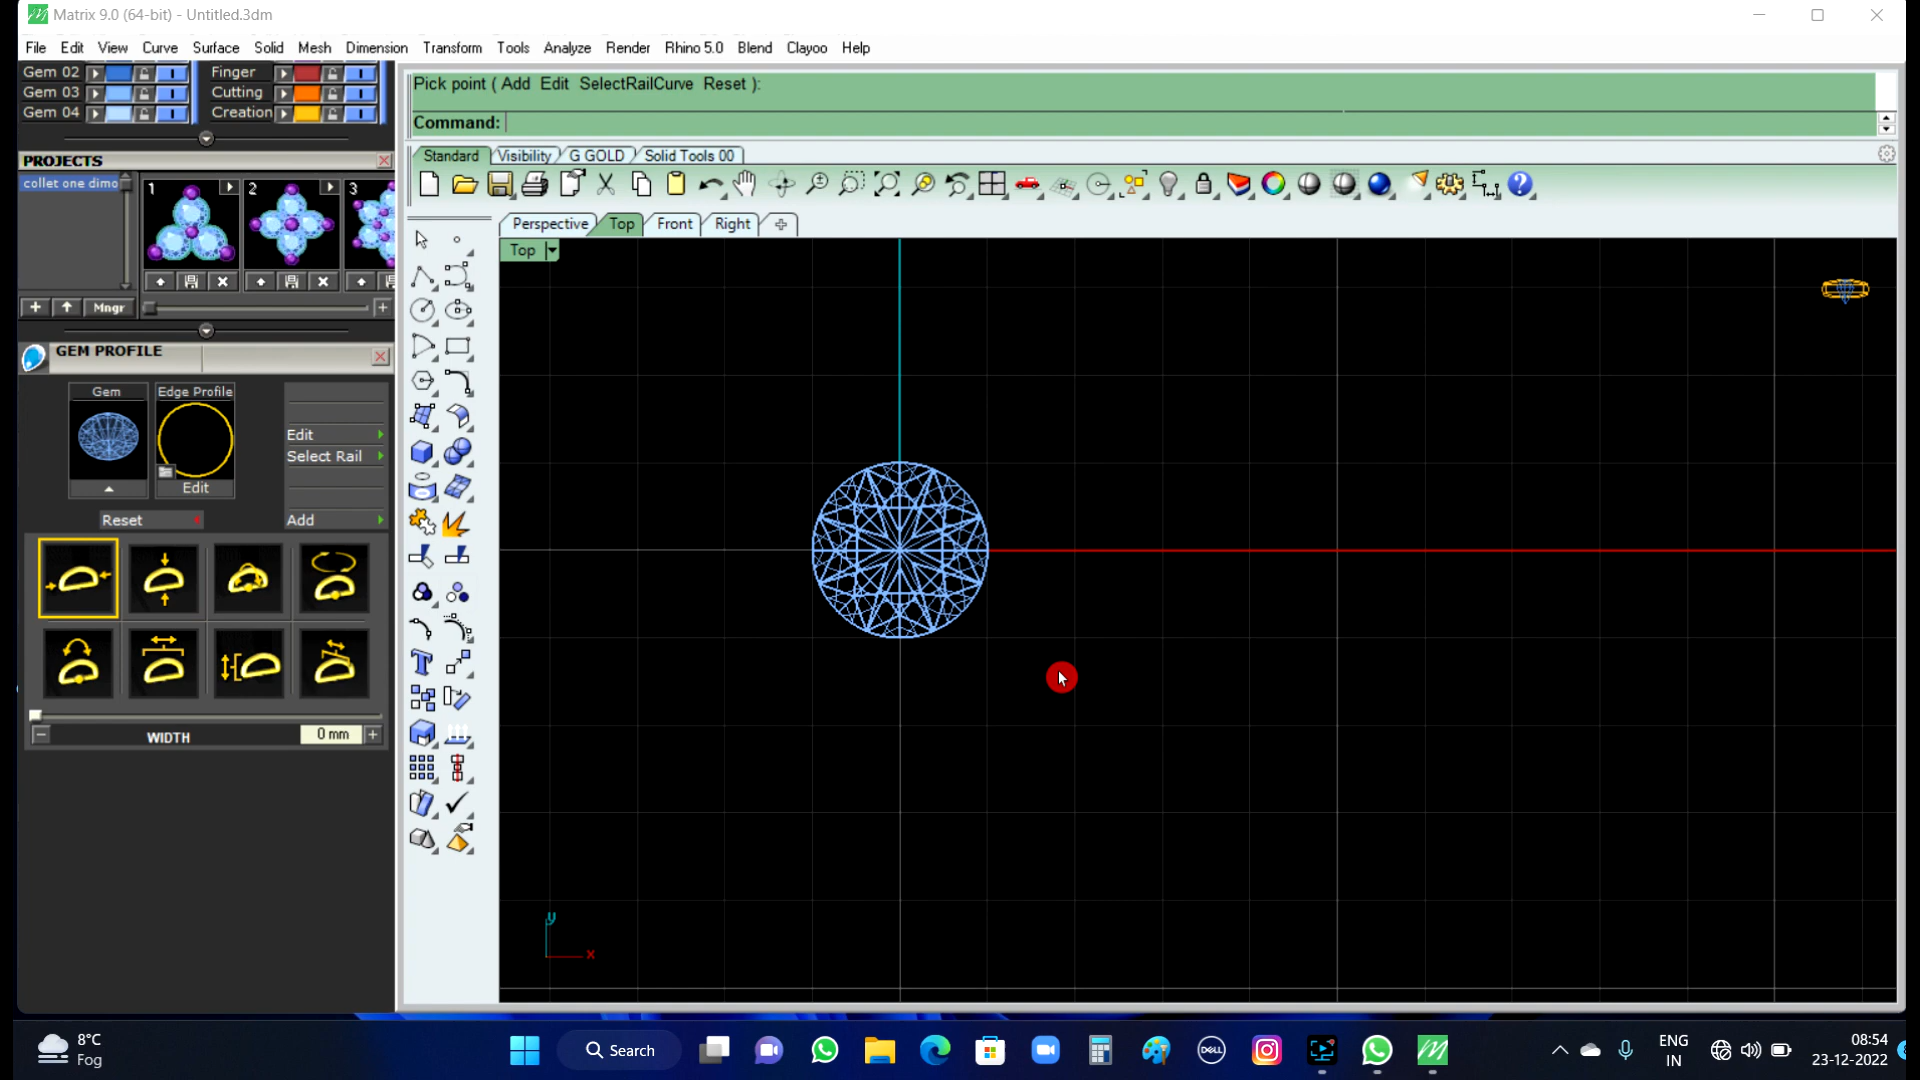 Matrix 9.0 (64-bit) - Untitled.3dm
File Edit View Curve Surface Solid Mesh Dimension Transform Tools Analyze Render Rhino 5.0 Blend Clayoo Help
Gem 02 Finger
Gem 03 Cutting
Gem 04 Creation
Pick point ( Add Edit SelectRailCurve Reset ):
Command:
PROJECTS
Standard Visibility G GOLD Solid Tools 00
collet one dimo
1 2 3
Mngr
Perspective Top Front Right
Top
GEM PROFILE
Gem Edge Profile
Edit
Select Rail
Edit
Reset Add
WIDTH 0 mm
y
x
8°C
Fog
Search
DELL
ENG
IN
08:54
23-12-2022